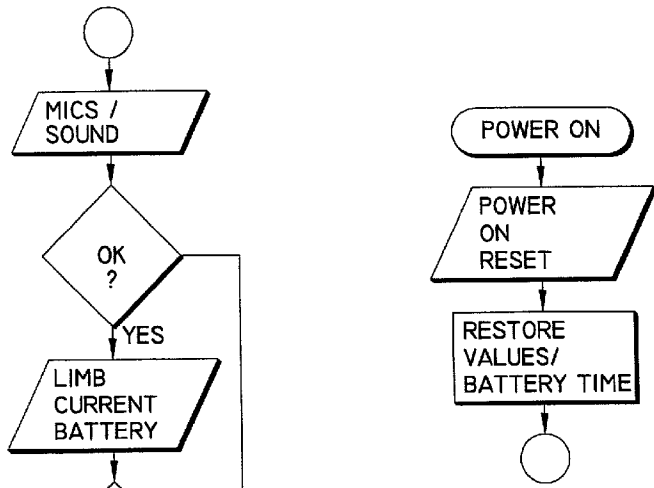 MICS /
SOUND
OK
?
YES
LIMB
CURRENT
BATTERY
POWER ON
POWER
ON
RESET
RESTORE
VALUES/
BATTERY TIME